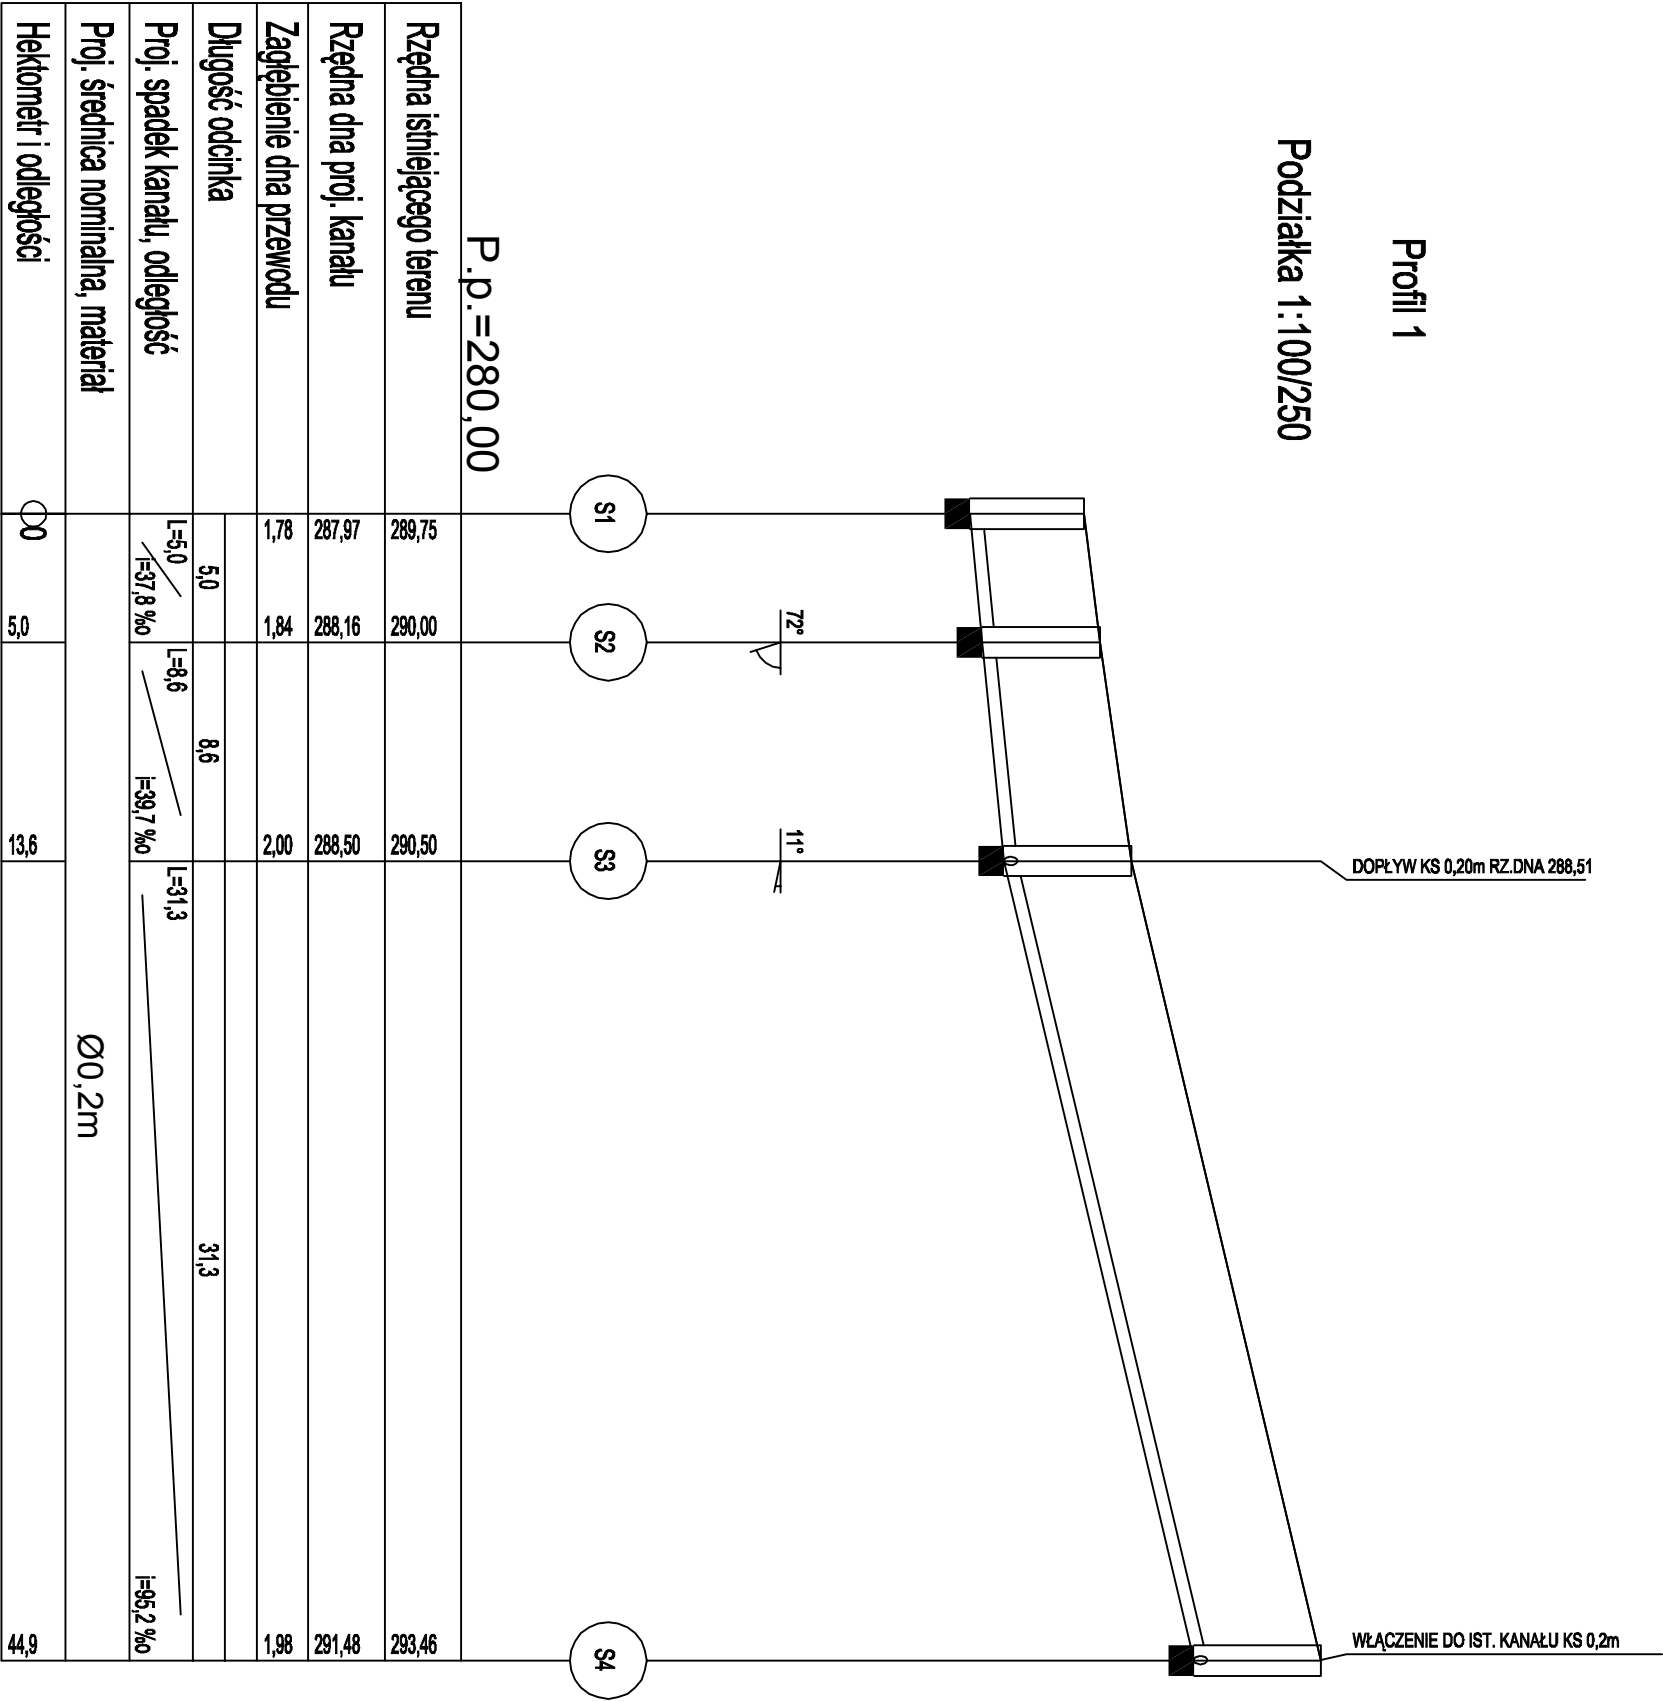 Profil 1
Podziałka 1:100/250
DOPŁYW KS 0,20m RZ.DNA 288,51
WŁĄCZENIE DO IST. KANAŁU KS 0,2m
72°
11°
S1
S2
S3
S4
P.p.=280,00
Rzędna istniejącego terenu 289,75 290,00 290,50 293,46
Rzędna dna proj. kanału 287,97 288,16 288,50 291,48
Zagłębienie dna przewodu 1,78 1,84 2,00 1,98
Długość odcinka 5,0 8,6 31,3
Proj. spadek kanału, odległość
L=5,0 i=37,8 ‰
L=8,6 i=39,7 ‰
L=31,3 i=95,2 ‰
Proj. średnica nominalna, materiał Ø0,2m
Hektometr i odległości 0 5,0 13,6 44,9